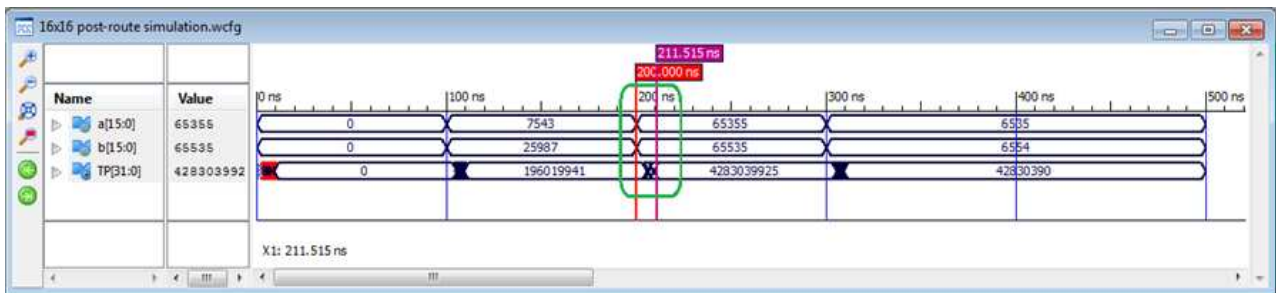 16x16 post-route simulation.wcfg
211.515 ns
200.000 ns
Name Value 0 ns 100 ns 200 ns 300 ns 400 ns 500 ns
a[15:0] 65355 0 7543 65355 6535
b[15:0] 65535 0 25987 65535 6554
TP[31:0] 428303992 0 196019941 4283039925 42830390
X1: 211.515 ns